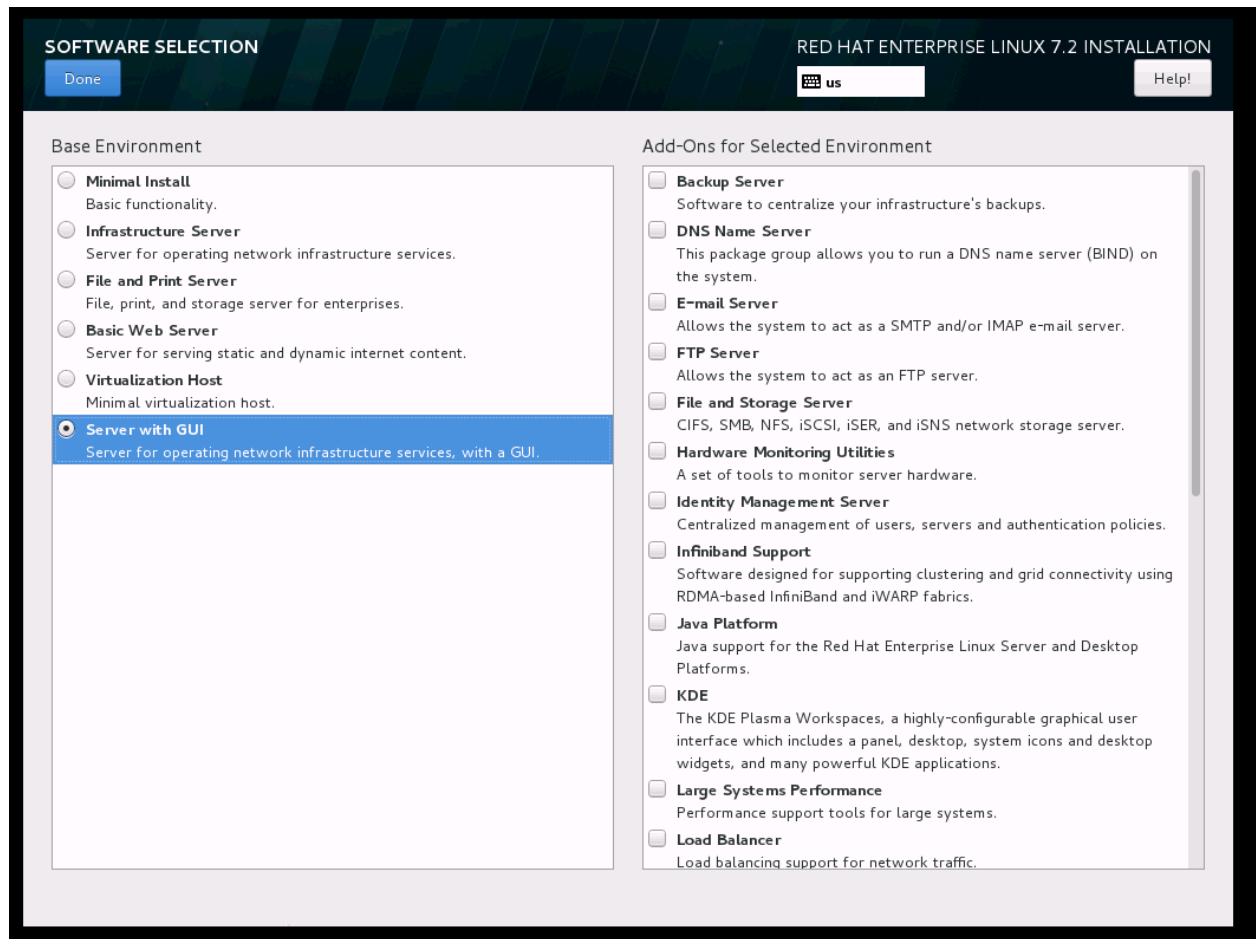 SOFTWARE SELECTION
Done
RED HAT ENTERPRISE LINUX 7.2 INSTALLATION
us
Help!
Base Environment
Minimal Install
Basic functionality.
Infrastructure Server
Server for operating network infrastructure services.
File and Print Server
File, print, and storage server for enterprises.
Basic Web Server
Server for serving static and dynamic internet content.
Virtualization Host
Minimal virtualization host.
Server with GUI
Server for operating network infrastructure services, with a GUI.
Add-Ons for Selected Environment
Backup Server
Software to centralize your infrastructure's backups.
DNS Name Server
This package group allows you to run a DNS name server (BIND) on
the system.
E-mail Server
Allows the system to act as a SMTP and/or IMAP e-mail server.
FTP Server
Allows the system to act as an FTP server.
File and Storage Server
CIFS, SMB, NFS, iSCSI, iSER, and iSNS network storage server.
Hardware Monitoring Utilities
A set of tools to monitor server hardware.
Identity Management Server
Centralized management of users, servers and authentication policies.
Infiniband Support
Software designed for supporting clustering and grid connectivity using
RDMA-based InfiniBand and iWARP fabrics.
Java Platform
Java support for the Red Hat Enterprise Linux Server and Desktop
Platforms.
KDE
The KDE Plasma Workspaces, a highly-configurable graphical user
interface which includes a panel, desktop, system icons and desktop
widgets, and many powerful KDE applications.
Large Systems Performance
Performance support tools for large systems.
Load Balancer
Load balancing support for network traffic.